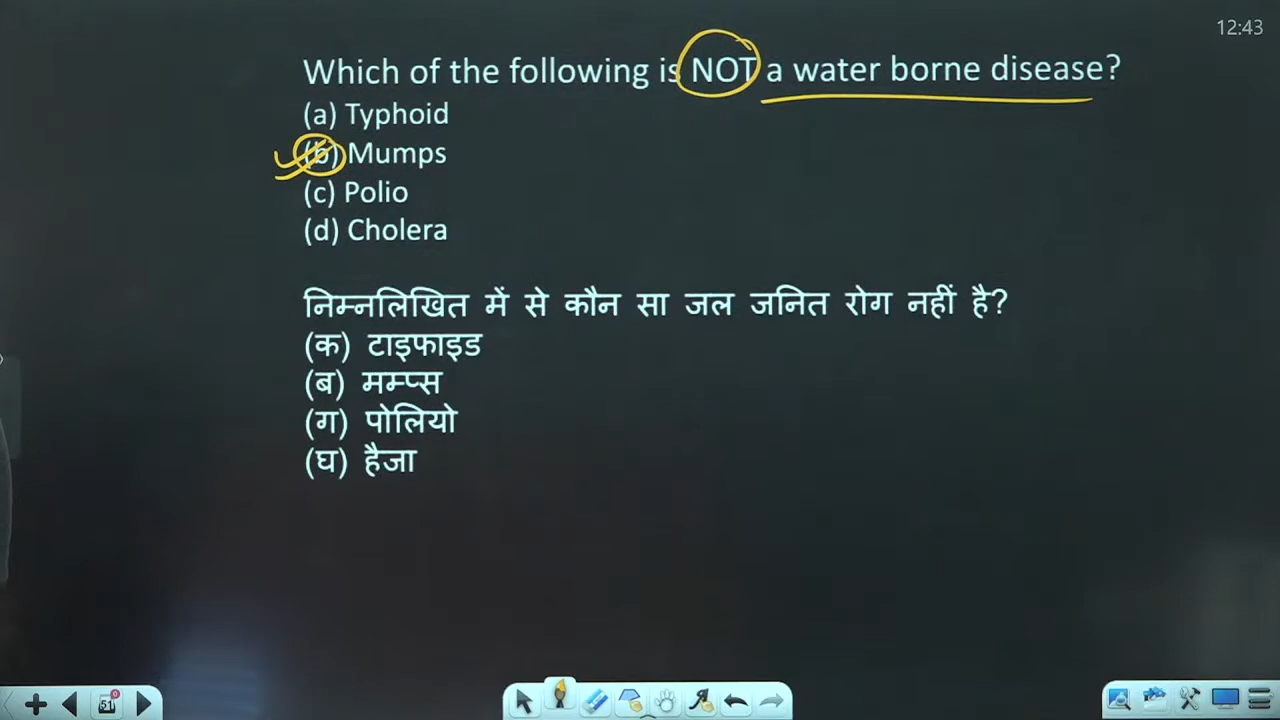 12:43
Which of the following is NOT a water borne disease?
(a) Typhoid
(b) Mumps
(c) Polio
(d) Cholera
निम्नलिखित में से कौन सा जल जनित रोग नहीं है?
(क) टाइफाइड
(ब) मम्प्स
(ग) पोलियो
(घ) हैजा
51
0